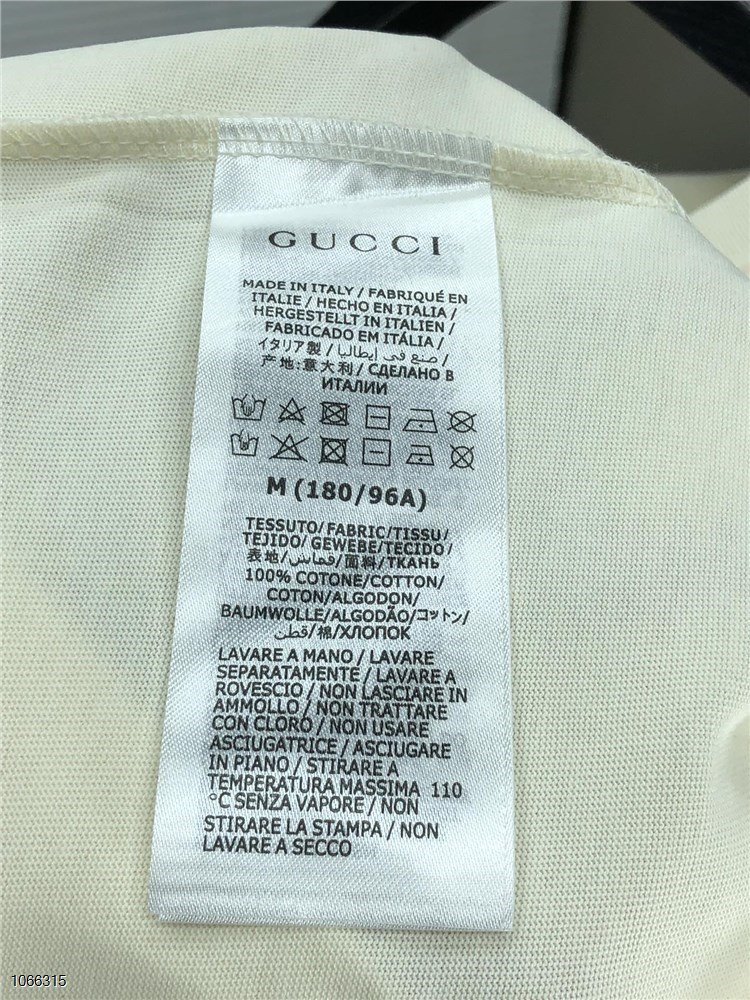 GUCCI
MADE IN ITALY / FABRIQUÉ EN
ITALIE / HECHO EN ITALIA /
HERGESTELLT IN ITALIEN /
FABRICADO EM ITÁLIA /
イタリア製 / صنع في إيطاليا /
产地:意大利 / СДЕЛАНО В
ИТАЛИИ
M (180/96A)
TESSUTO/FABRIC/TISSU/
TEJIDO/ GEWEBE/TECIDO/
表地/قماش/面料/ТКАНЬ
100% COTONE/COTTON/
COTON/ALGODON/
BAUMWOLLE/ALGODÃO/コットン/
قطن/棉/ХЛОПОК
LAVARE A MANO / LAVARE
SEPARATAMENTE / LAVARE A
ROVESCIO / NON LASCIARE IN
AMMOLLO / NON TRATTARE
CON CLORO / NON USARE
ASCIUGATRICE / ASCIUGARE
IN PIANO / STIRARE A
TEMPERATURA MASSIMA 110
°C SENZA VAPORE / NON
STIRARE LA STAMPA / NON
LAVARE A SECCO
1066315